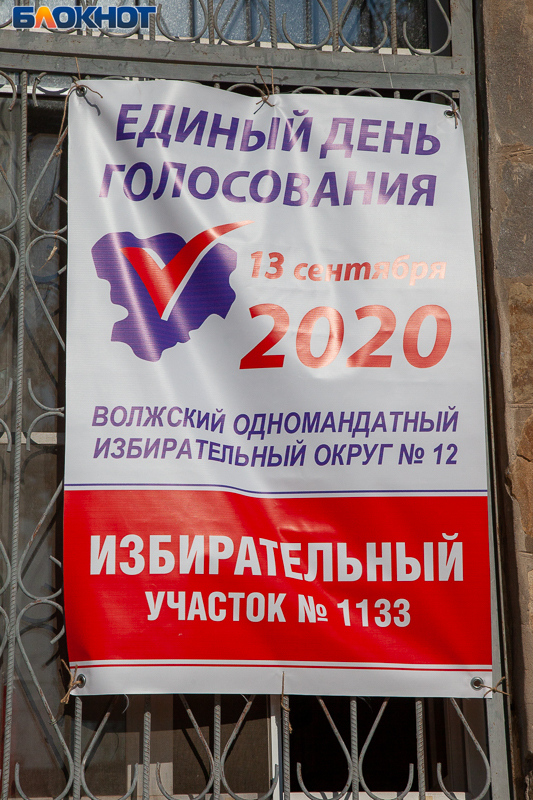 БЛОКНОТ
ЕДИНЫЙ ДЕНЬ
ГОЛОСОВАНИЯ
13 сентября
2020
ВОЛЖСКИЙ ОДНОМАНДАТНЫЙ
ИЗБИРАТЕЛЬНЫЙ ОКРУГ № 12
ИЗБИРАТЕЛЬНЫЙ
УЧАСТОК № 1133